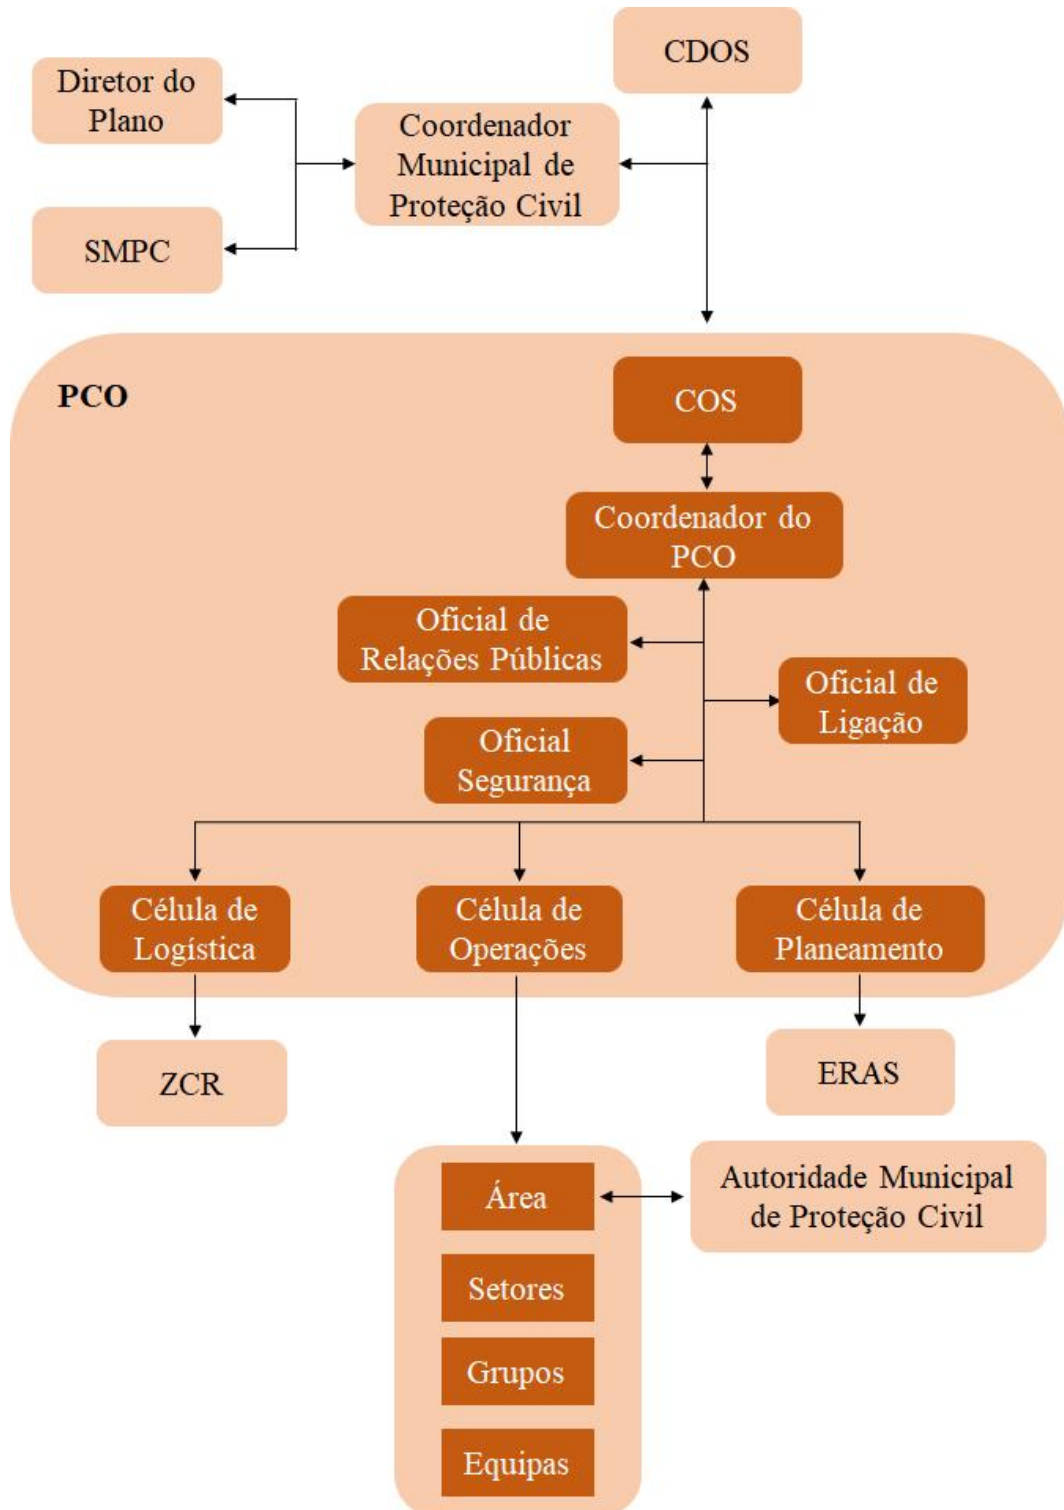 CDOS
Diretor do
Plano
Coordenador
Municipal de
Proteção Civil
SMPC
PCO
COS
Coordenador do
PCO
Oficial de
Relações Públicas
Oficial de
Ligação
Oficial
Segurança
Célula de
Logística
Célula de
Operações
Célula de
Planeamento
ZCR
ERAS
Área
Autoridade Municipal
de Proteção Civil
Setores
Grupos
Equipas